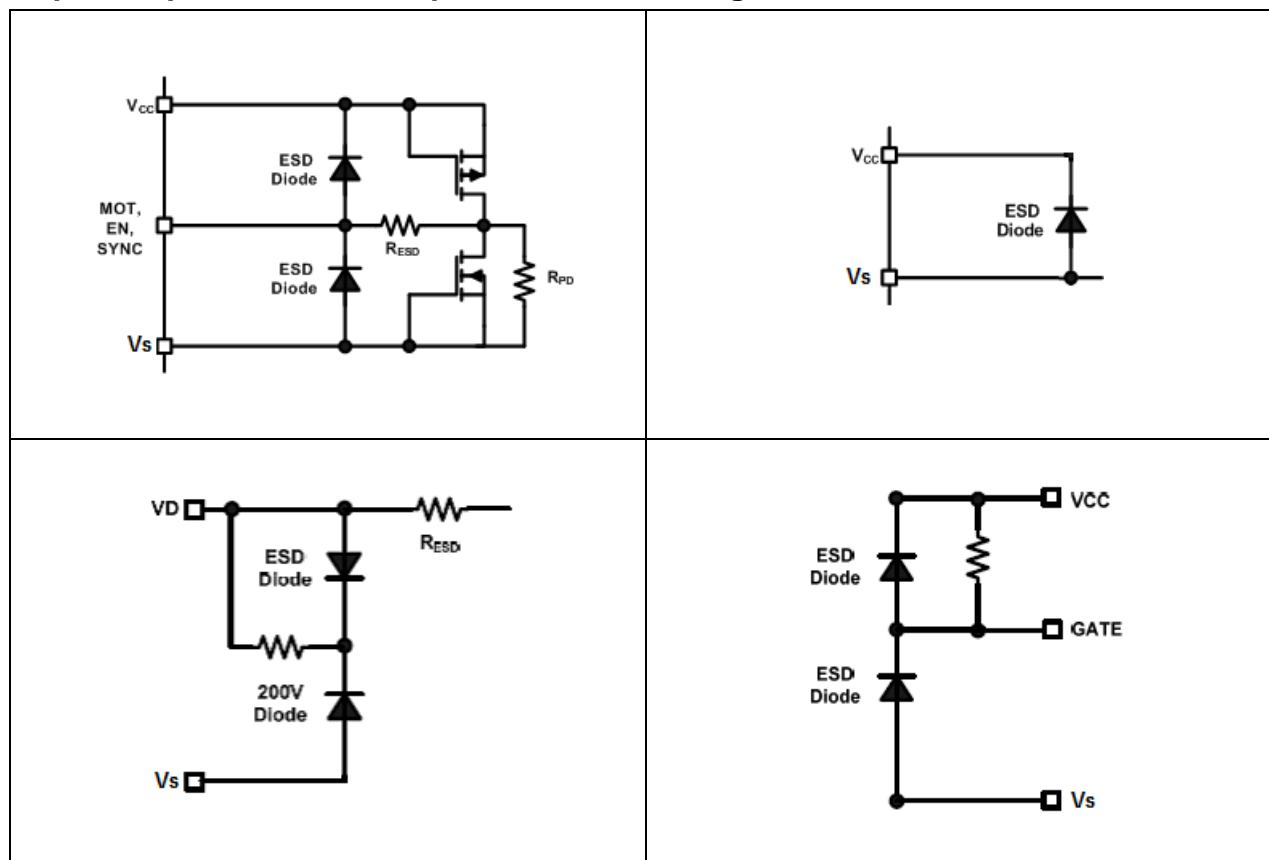 VCC
ESD
Diode
MOT,
EN,
SYNC
RESD
ESD
Diode
RPD
Vs
VCC
ESD
Diode
Vs
VD
RESD
ESD
Diode
200V
Diode
Vs
VCC
ESD
Diode
GATE
ESD
Diode
Vs